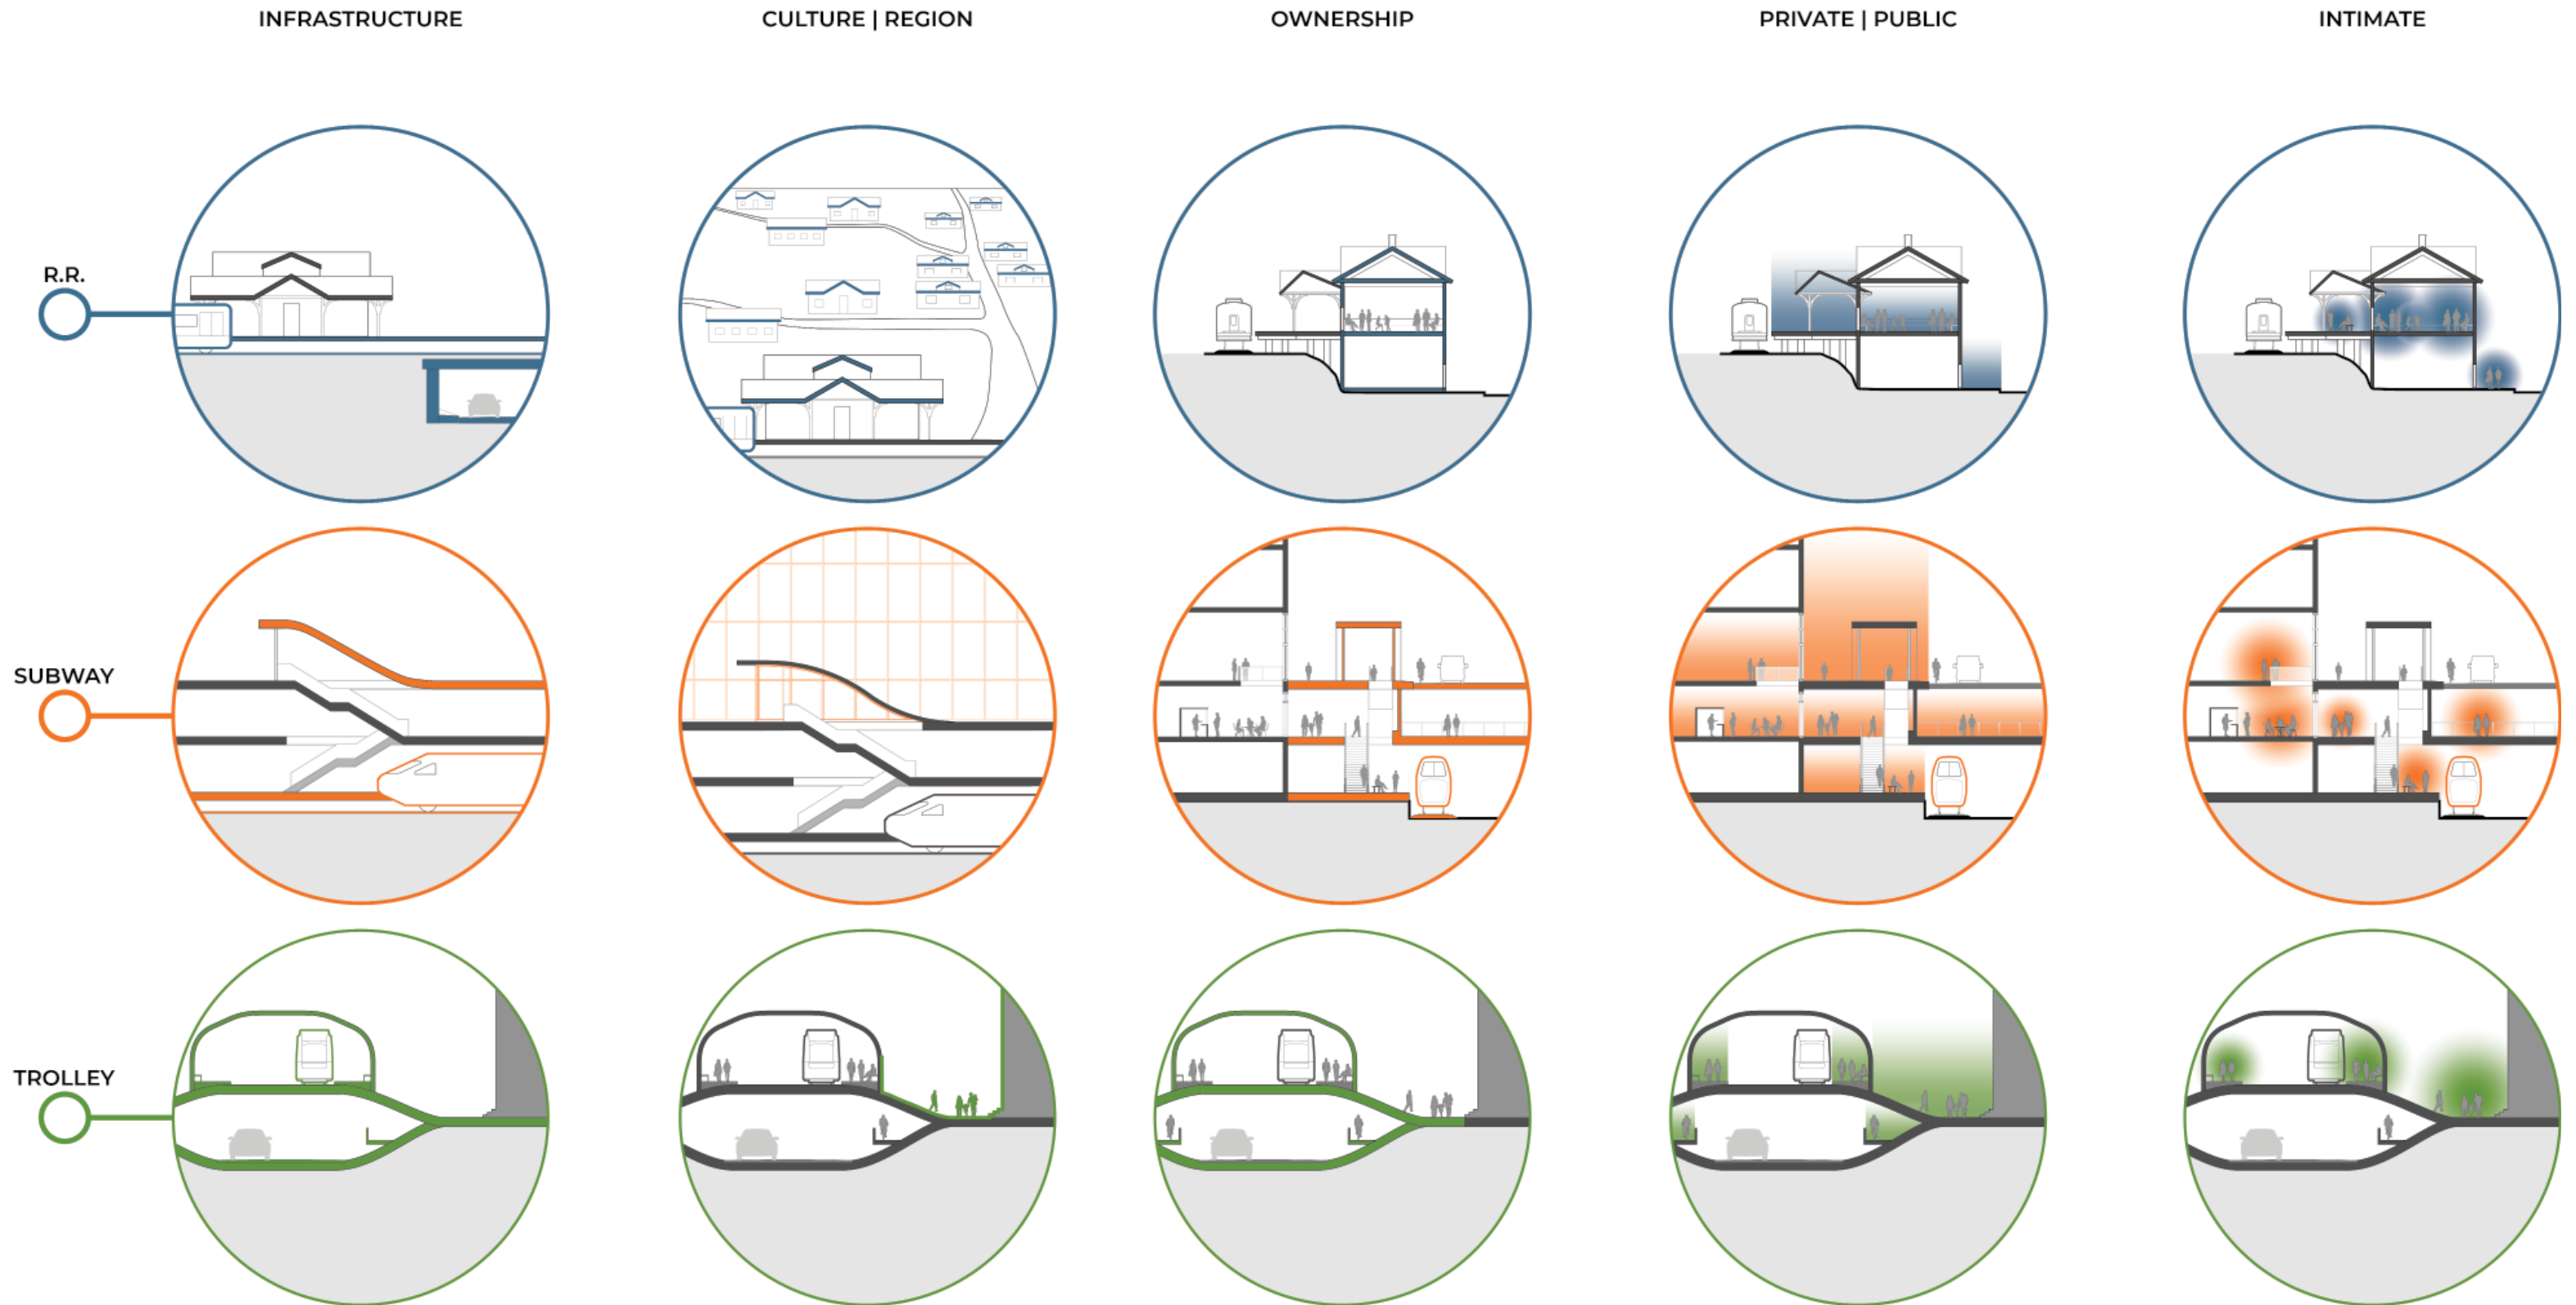 INFRASTRUCTURE
CULTURE | REGION
OWNERSHIP
PRIVATE | PUBLIC
INTIMATE
R.R.
SUBWAY
TROLLEY